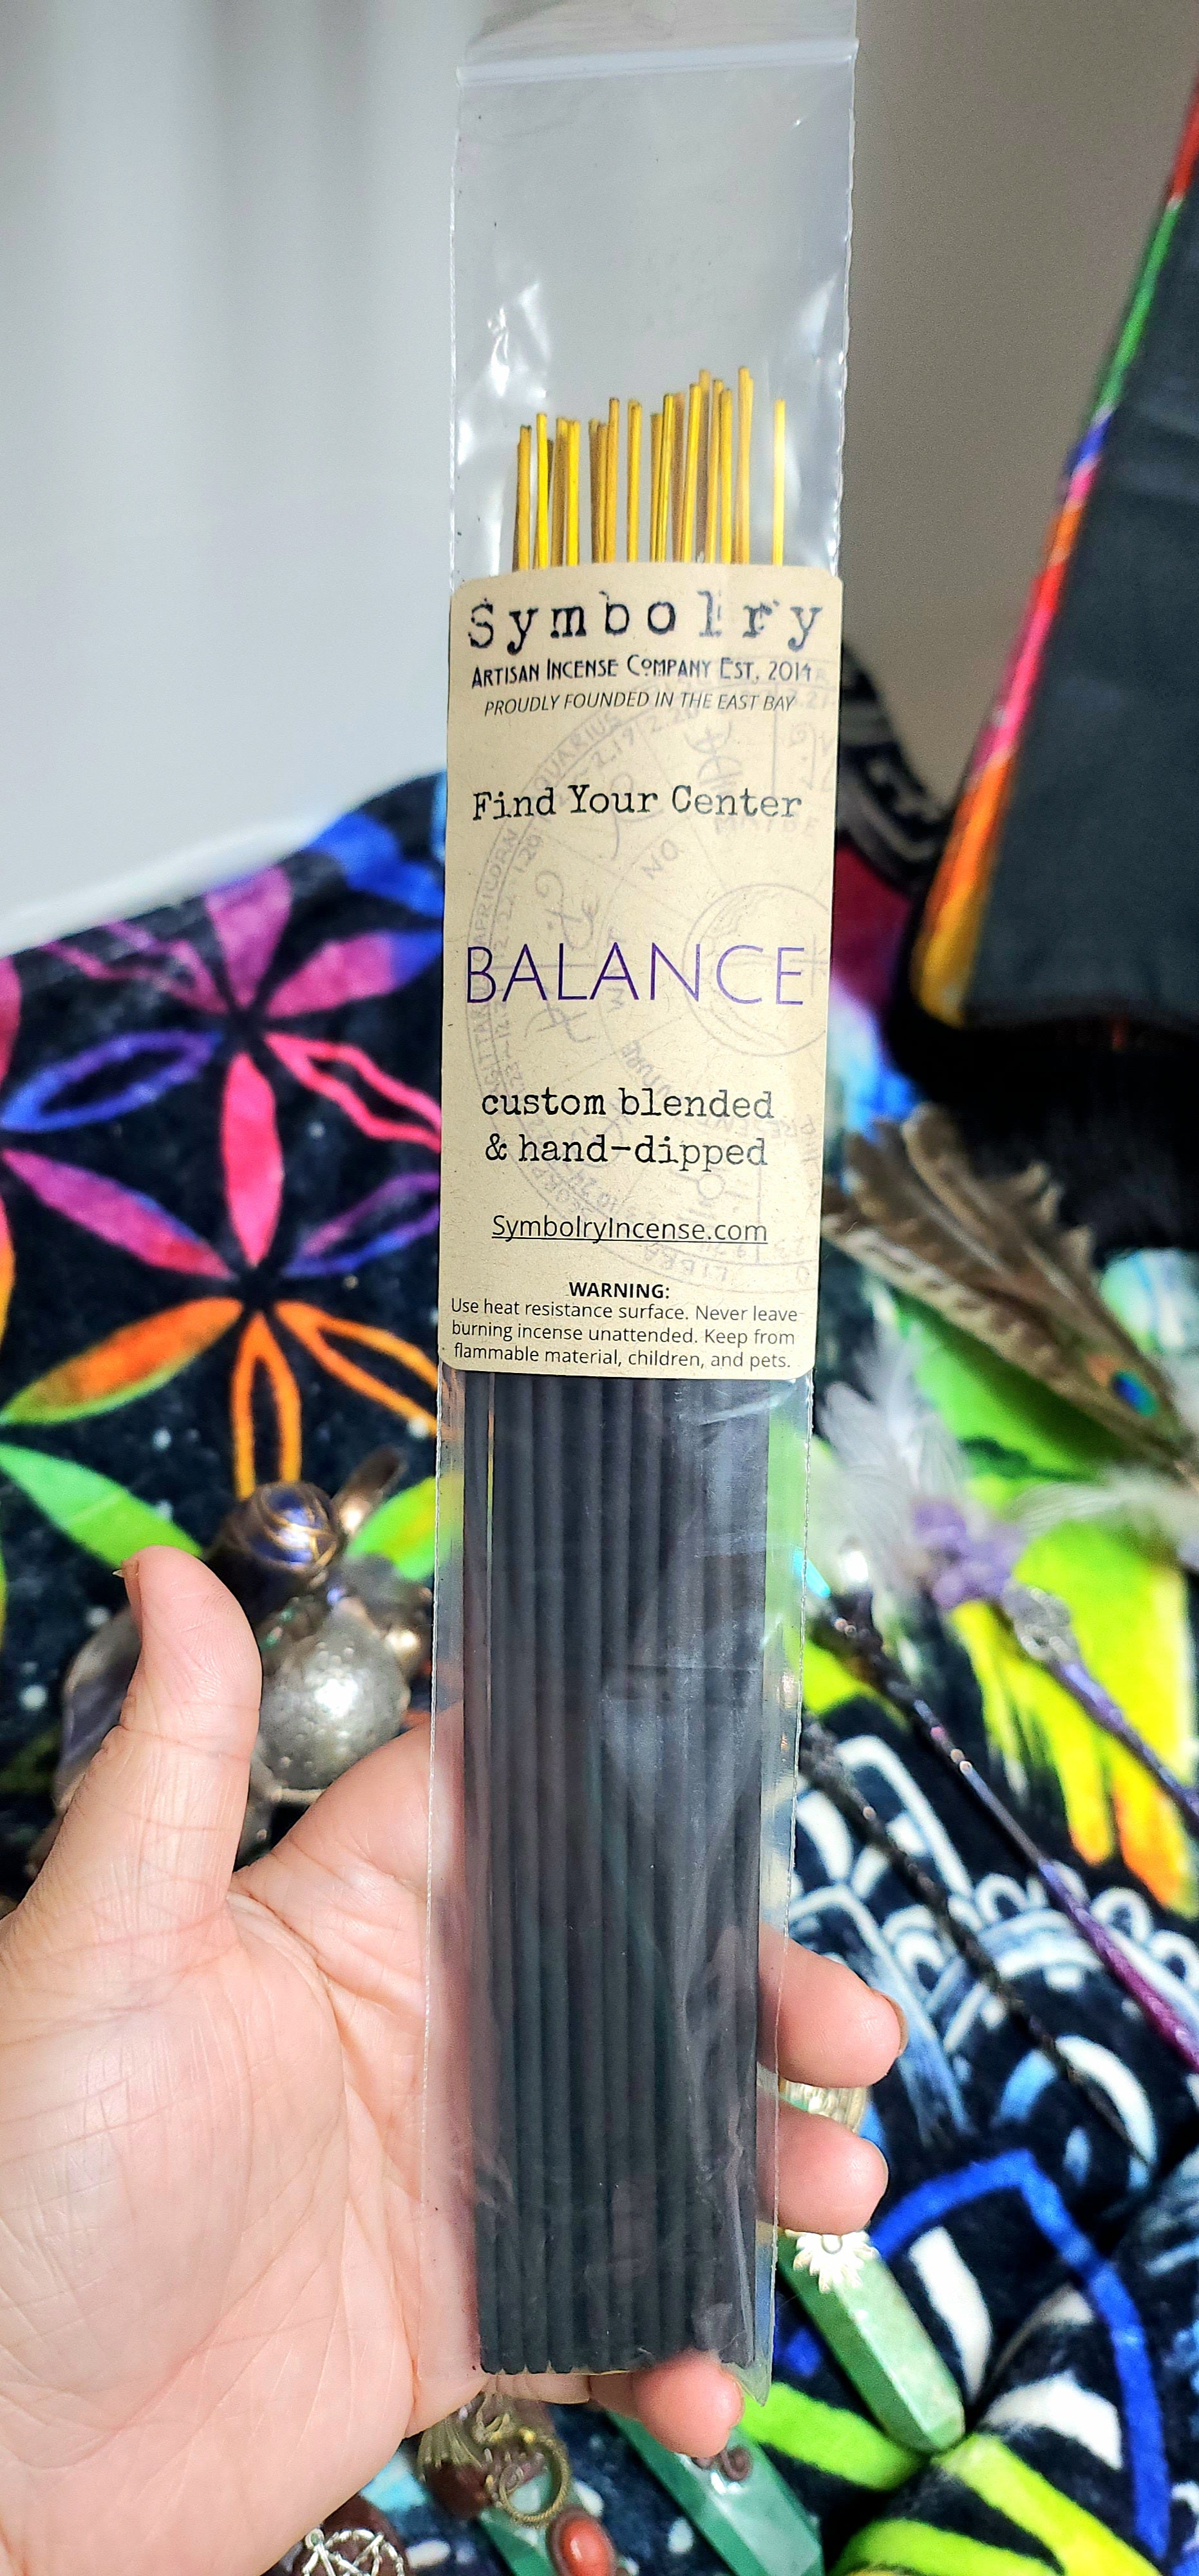 Symbolry
ARTISAN INCENSE COMPANY EST. 2014
PROUDLY FOUNDED IN THE EAST BAY
Find Your Center
BALANCE
custom blended
& hand-dipped
SymbolryIncense.com
WARNING:
Use heat resistance surface. Never leave
burning incense unattended. Keep from
flammable material, children, and pets.
NO